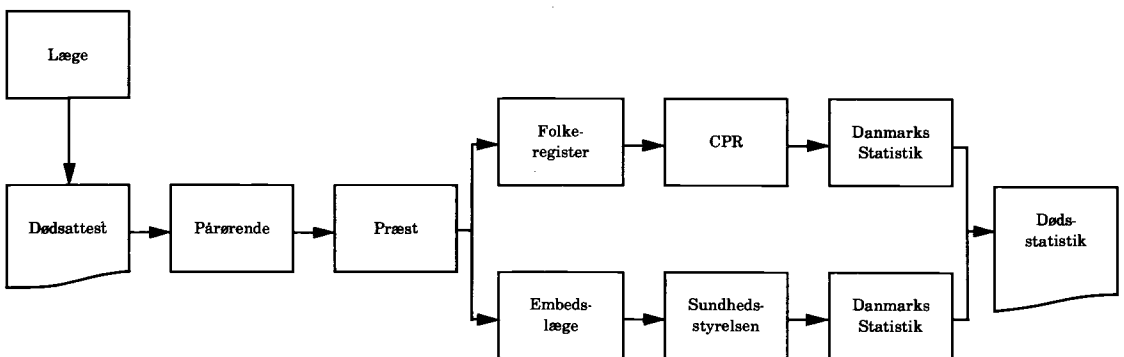 Læge
Dødsattest
Pårørende
Præst
Folke-
register
CPR
Danmarks
Statistik
Embeds-
læge
Sundheds-
styrelsen
Danmarks
Statistik
Døds-
statistik